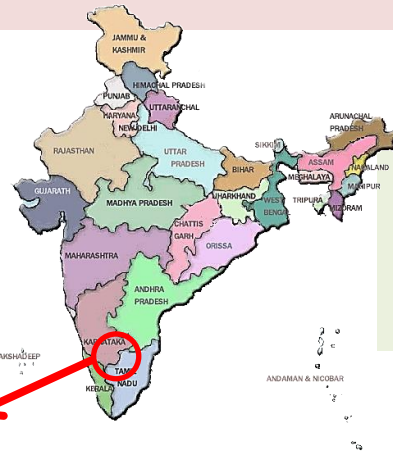 JAMMU &
KASHMIR
HIMACHAL PRADESH
PUNJAB
UTTARANCHAL
HARYANA
NEW DELHI
ARUNACHAL
PRADESH
RAJASTHAN
UTTAR
PRADESH
SIKKIM
ASSAM
NAGALAND
BIHAR
MEGHALAYA
MANIPUR
GUJARATH
JHARKHAND
TRIPURA
MIZORAM
MADHYA PRADESH
WEST
BENGAL
CHATTIS
GARH
ORISSA
MAHARASHTRA
ANDHRA
PRADESH
KARNATAKA
AKSHADEEP
TAMIL
NADU
ANDAMAN & NICOBAR
KERALA